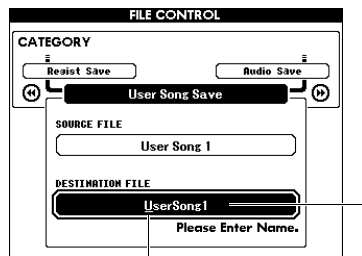 FILE CONTROL
CATEGORY
Regist Save
Audio Save
User Song Save
SOURCE FILE
User Song 1
DESTINATION FILE
UserSong1
Please Enter Name.